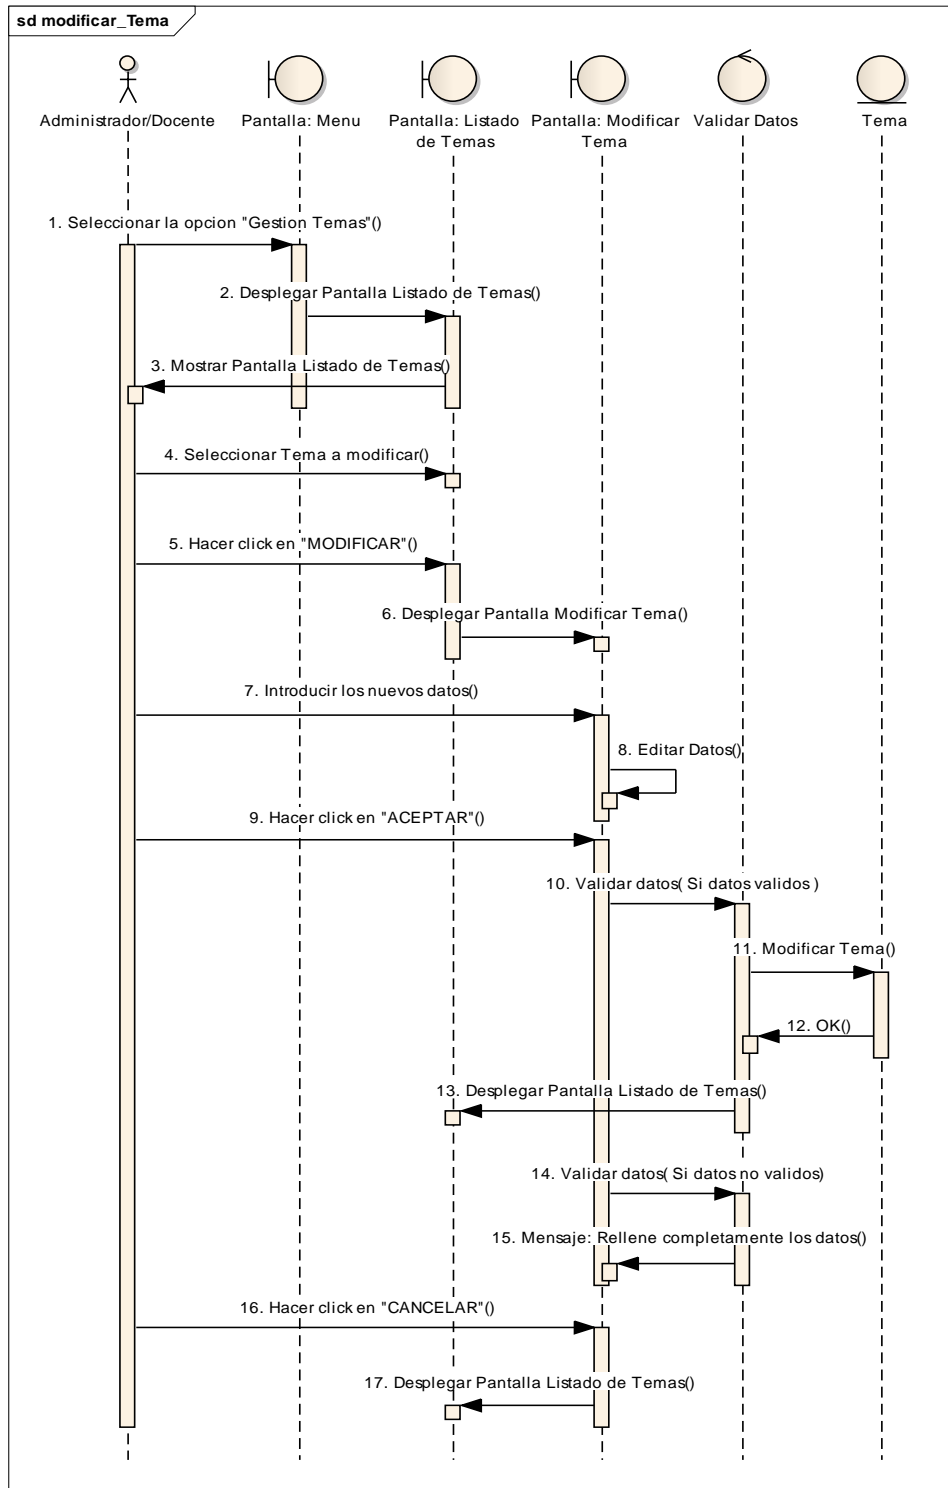 sd modificar_Tema
Administrador/Docente
Pantalla: Menu
Pantalla: Listado
de Temas
Pantalla: Modificar
Tema
Validar Datos
Tema
1. Seleccionar la opcion "Gestion Temas"()
2. Desplegar Pantalla Listado de Temas()
3. Mostrar Pantalla Listado de Temas()
4. Seleccionar Tema a modificar()
5. Hacer click en "MODIFICAR"()
6. Desplegar Pantalla Modificar Tema()
7. Introducir los nuevos datos()
8. Editar Datos()
9. Hacer click en "ACEPTAR"()
10. Validar datos( Si datos validos )
11. Modificar Tema()
12. OK()
13. Desplegar Pantalla Listado de Temas()
14. Validar datos( Si datos no validos)
15. Mensaje: Rellene completamente los datos()
16. Hacer click en "CANCELAR"()
17. Desplegar Pantalla Listado de Temas()